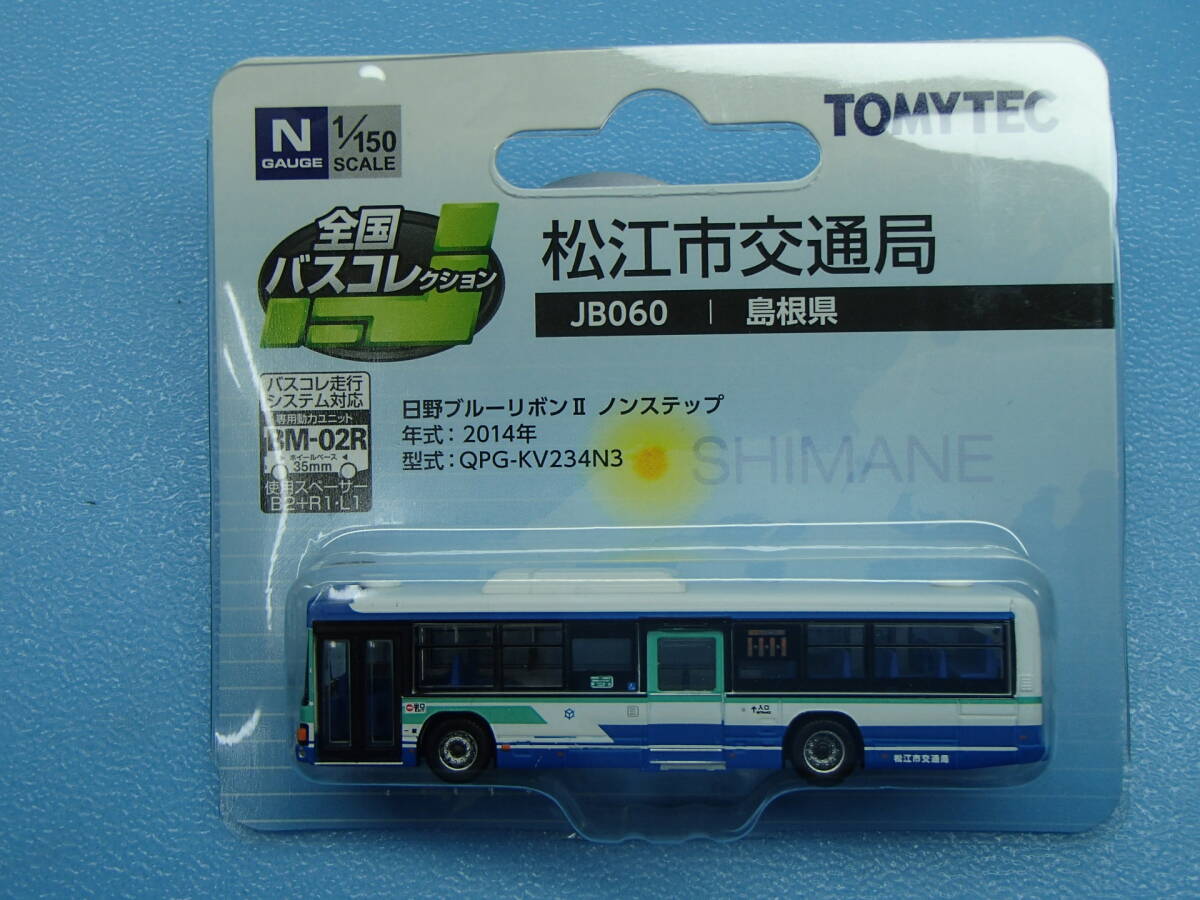 N
GAUGE
1/150
SCALE
TOMYTEC
全国
バスコレクション
松江市交通局
JB060 | 島根県
バスコレ走行
システム対応
専用動力ユニット
BM-02R
ホイールベース
35mm
使用スペーサー
B2+R1・L1
日野ブルーリボンⅡ ノンステップ
年式：2014年
型式：QPG-KV234N3
SHIMANE
入口
松江市交通局